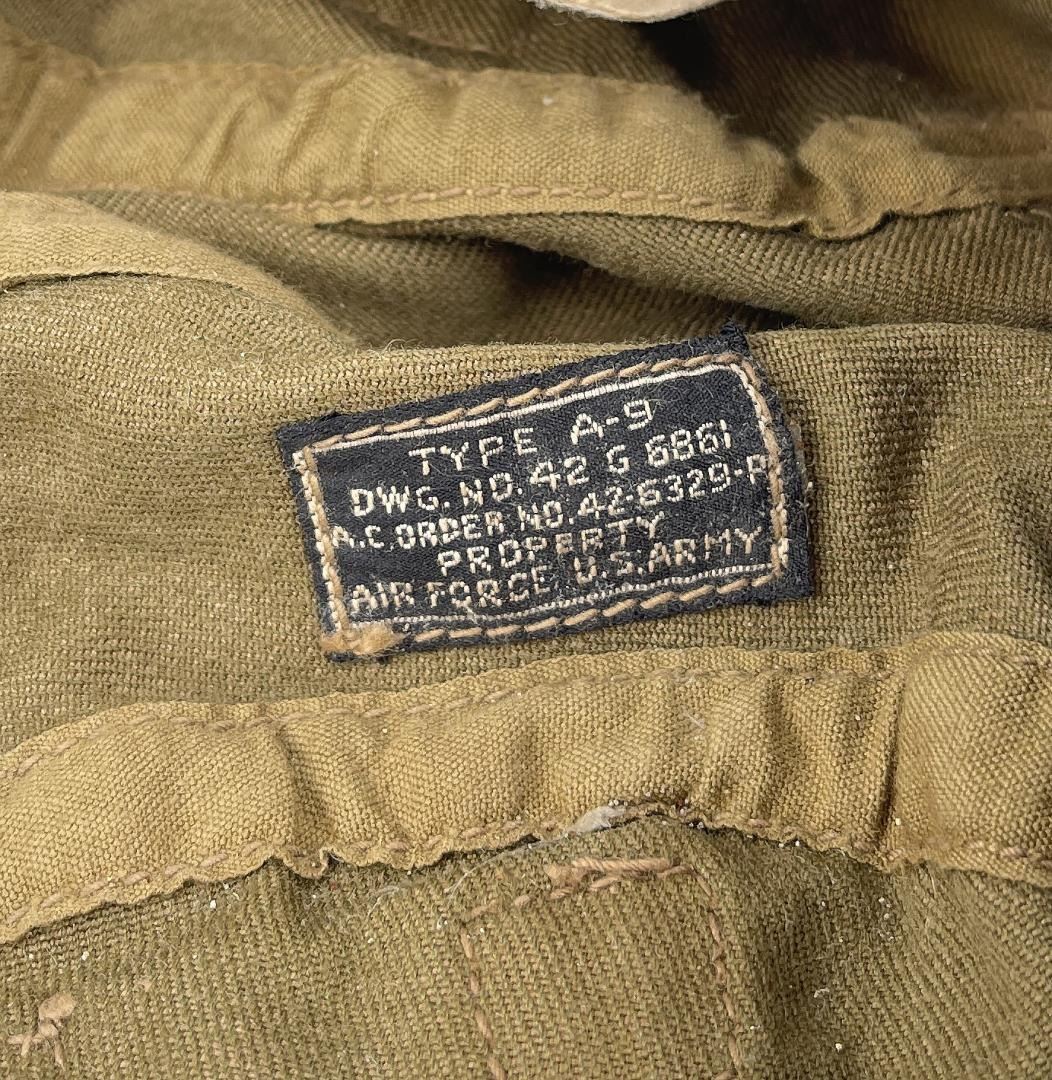 TYPE A-9
DWG. NO. 42 G 6861
A.C. ORDER NO. 42-6329-P
PROPERTY
AIR FORCE, U.S. ARMY